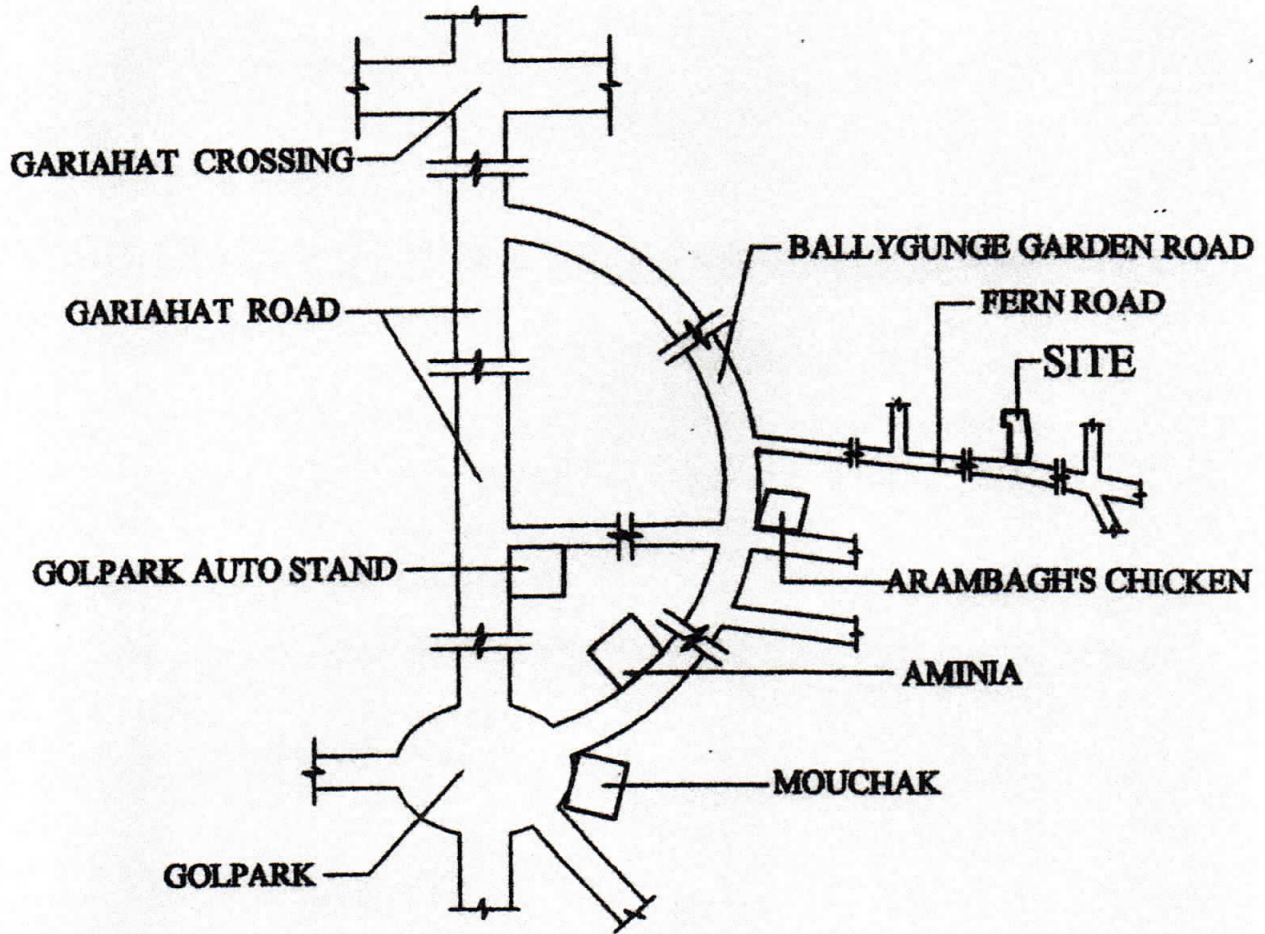 GARIAHAT CROSSING
BALLYGUNGE GARDEN ROAD
FERN ROAD
GARIAHAT ROAD
SITE
GOLPARK AUTO STAND
ARAMBAGH'S CHICKEN
AMINIA
MOUCHAK
GOLPARK